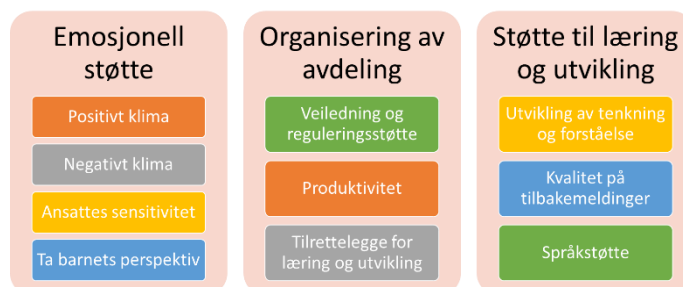 Emosjonell
støtte
Positivt klima
Negativt klima
Ansattes sensitivitet
Ta barnets perspektiv
Organisering av
avdeling
Veiledning og
reguleringsstøtte
Produktivitet
Tilrettelegge for
læring og utvikling
Støtte til læring
og utvikling
Utvikling av tenkning
og forståelse
Kvalitet på
tilbakemeldinger
Språkstøtte